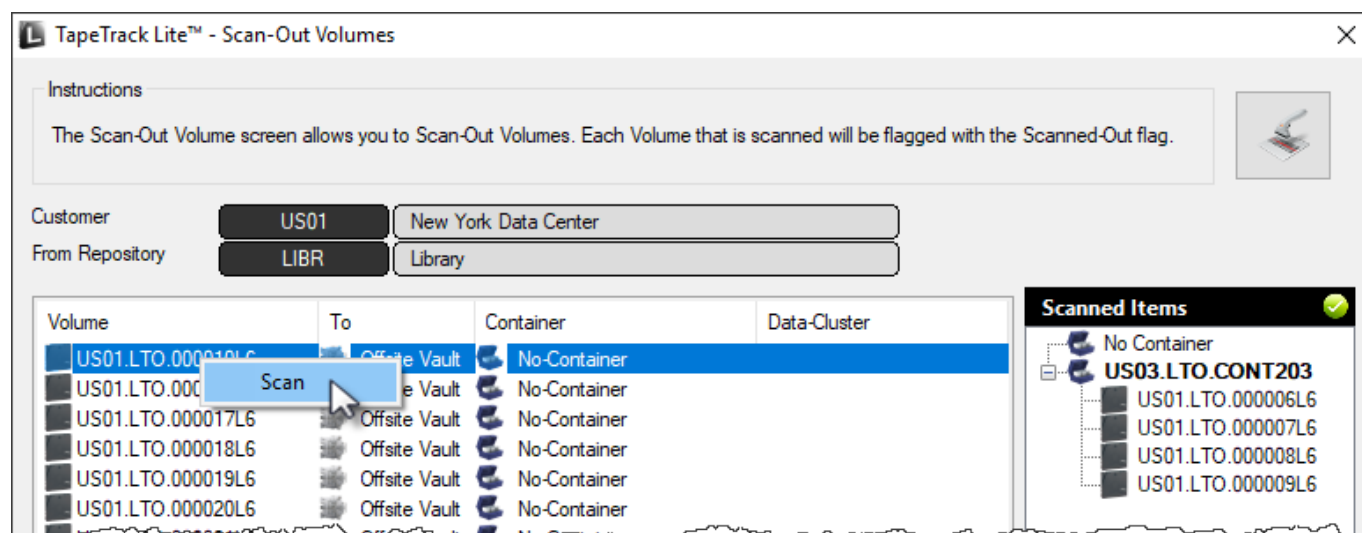 TapeTrack Lite™ - Scan-Out Volumes
Instructions
The Scan-Out Volume screen allows you to Scan-Out Volumes. Each Volume that is scanned will be flagged with the Scanned-Out flag.
Customer US01 New York Data Center
From Repository LIBR Library
Volume To Container Data-Cluster
Offsite Vault No-Container
Scan
US01.LTO.000 Vault No-Container
US01.LTO.000017L6 Offsite Vault No-Container
US01.LTO.000018L6 Offsite Vault No-Container
US01.LTO.000019L6 Offsite Vault No-Container
US01.LTO.000020L6 Offsite Vault No-Container
Scanned Items
No Container
US03.LTO.CONT203
US01.LTO.000006L6
US01.LTO.000007L6
US01.LTO.000008L6
US01.LTO.000009L6